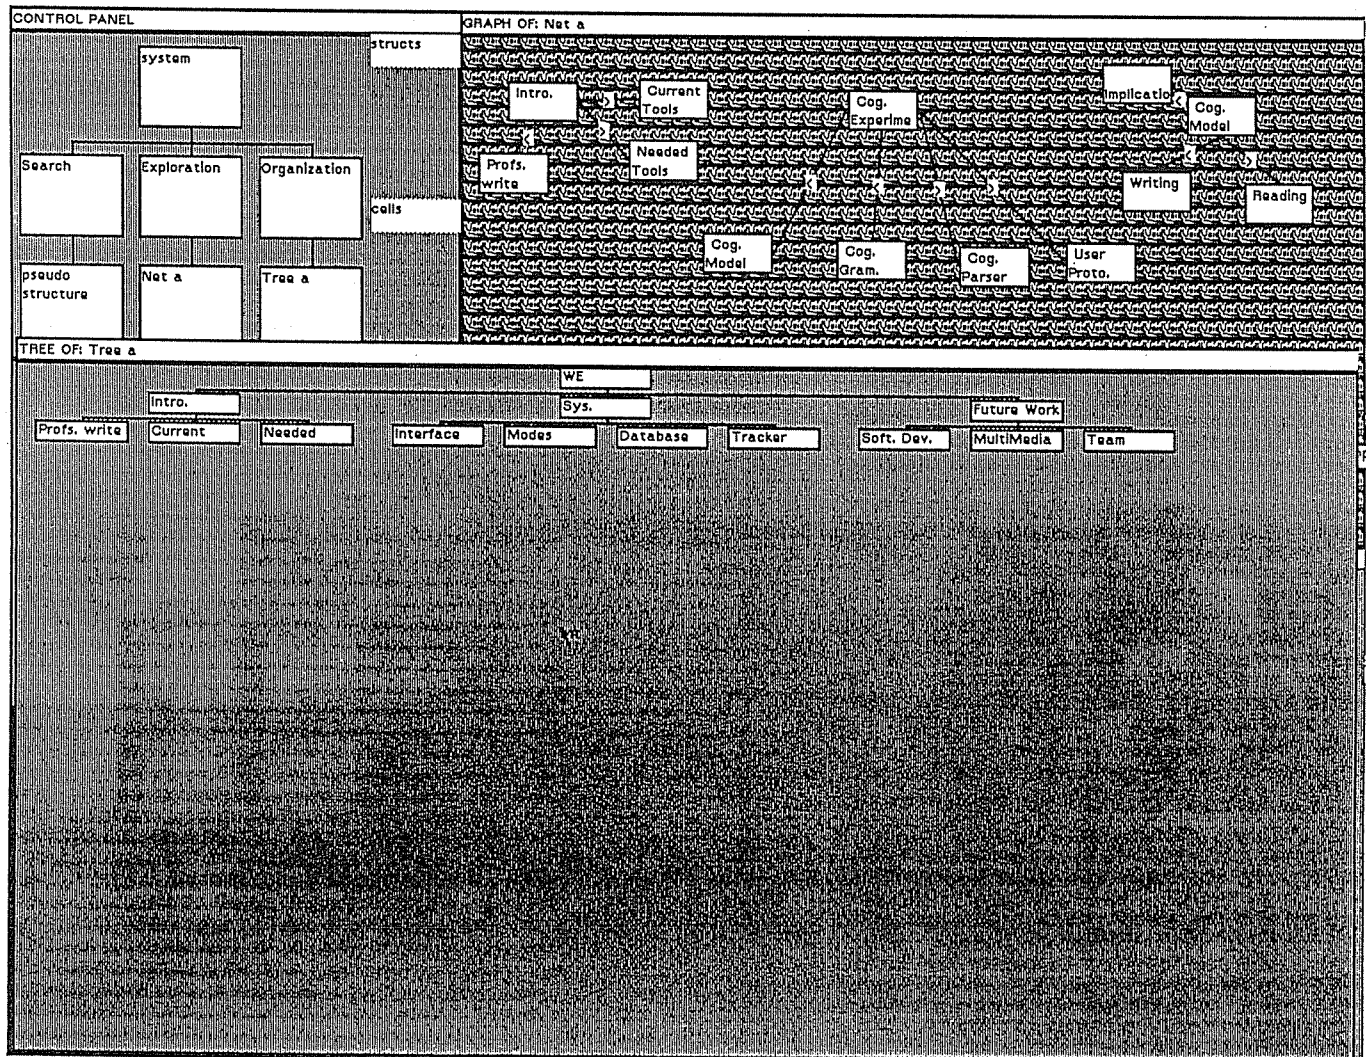 CONTROL PANEL
system
structs
Search
Exploration
Organization
cells
pseudo
structure
Net a
Tree a
GRAPH OF: Net a
Intro.
Current
Tools
Profs.
write
Needed
Tools
Cog.
Experime
Implicatio
Cog.
Model
Writing
Reading
Cog.
Model
Cog.
Gram.
Cog.
Parser
User
Proto.
TREE OF: Tree a
WE
Intro.
Sys.
Future Work
Profs. write
Current
Needed
Interface
Modes
Database
Tracker
Soft. Dev.
MultiMedia
Team